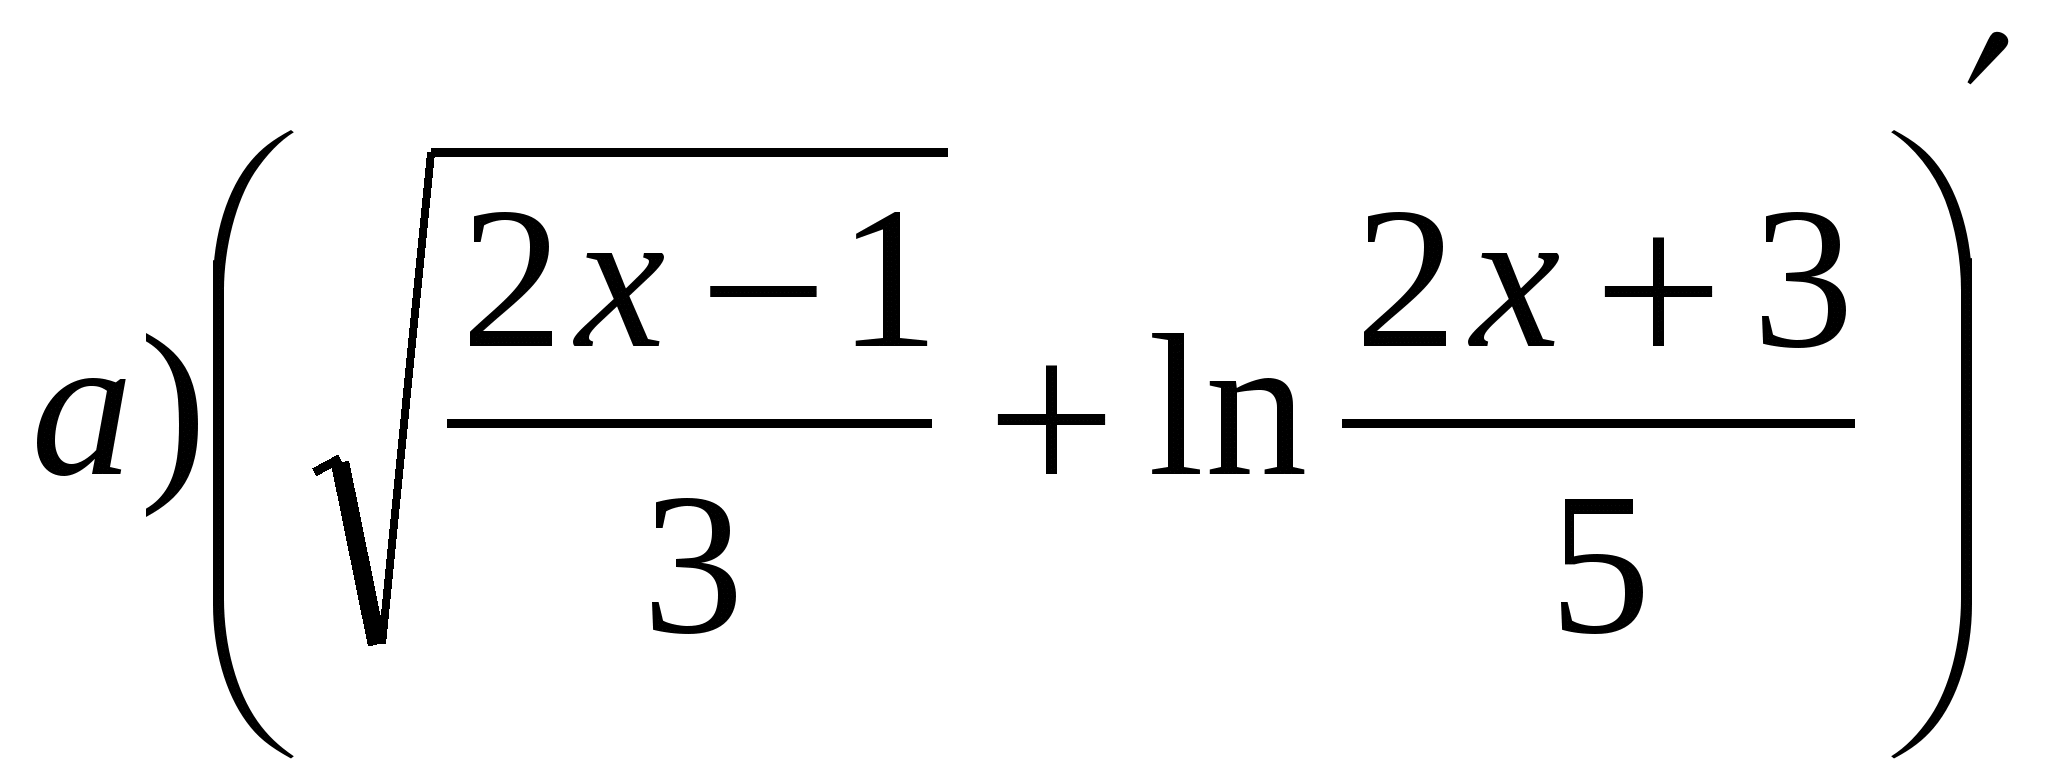 a) (√((2x−1)/3) + ln (2x+3)/5)′